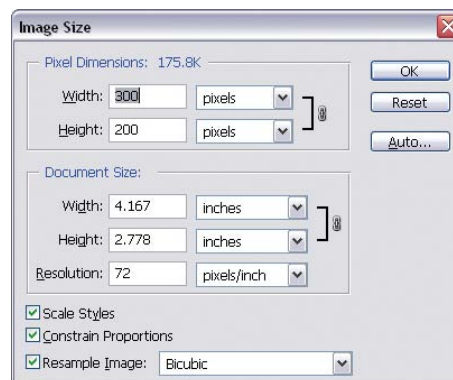 Image Size
Pixel Dimensions: 175.8K
Width: 300 pixels
Height: 200 pixels
OK
Reset
Auto...
Document Size:
Width: 4.167 inches
Height: 2.778 inches
Resolution: 72 pixels/inch
Scale Styles
Constrain Proportions
Resample Image: Bicubic